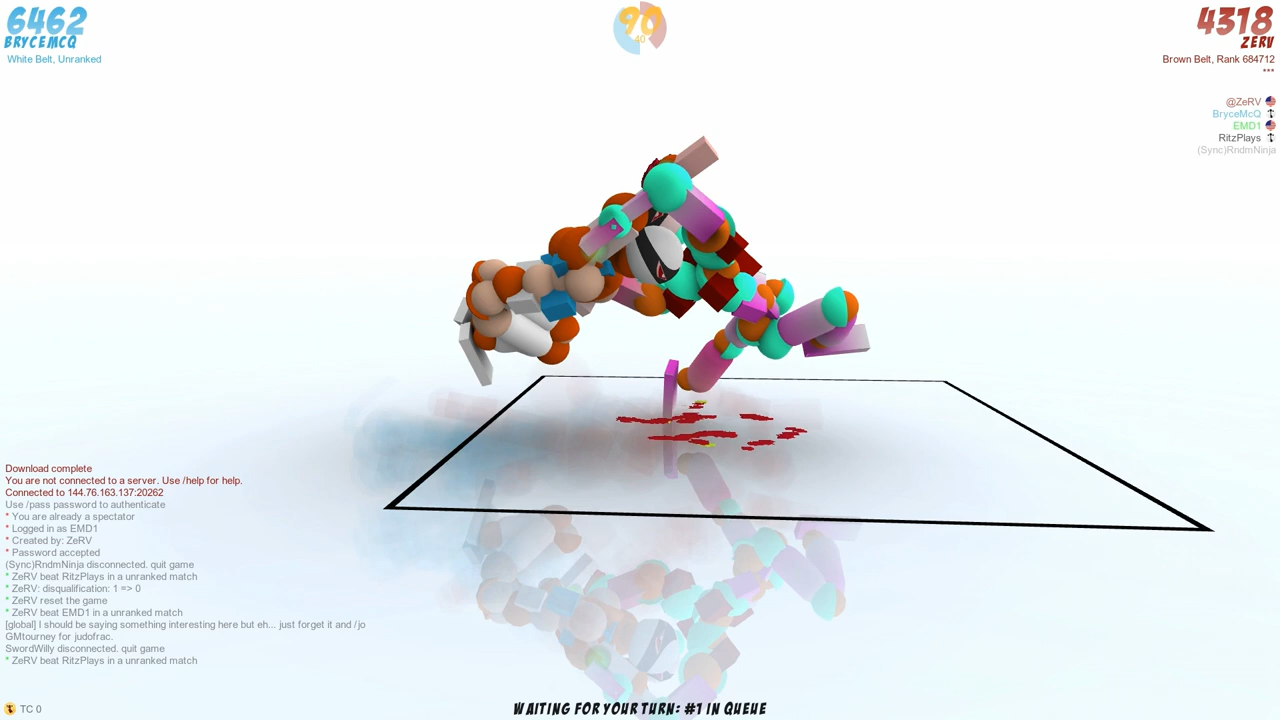 6462
BRYCEMCQ
White Belt, Unranked
90
40
4318
ZERV
Brown Belt, Rank 684712
***
@ZeRV
BryceMcQ
EMD1
RitzPlays
(Sync)RndmNinja
Download complete
You are not connected to a server. Use /help for help.
Connected to 144.76.163.137:20262
Use /pass password to authenticate
* You are already a spectator
* Logged in as EMD1
* Created by: ZeRV
* Password accepted
(Sync)RndmNinja disconnected. quit game
* ZeRV beat RitzPlays in a unranked match
* ZeRV: disqualification: 1 => 0
* ZeRV reset the game
* ZeRV beat EMD1 in a unranked match
[global] I should be saying something interesting here but eh... just forget it and /jo
GMtourney for judofrac.
SwordWilly disconnected. quit game
* ZeRV beat RitzPlays in a unranked match
TC 0
WAITING FOR YOUR TURN: #1 IN QUEUE